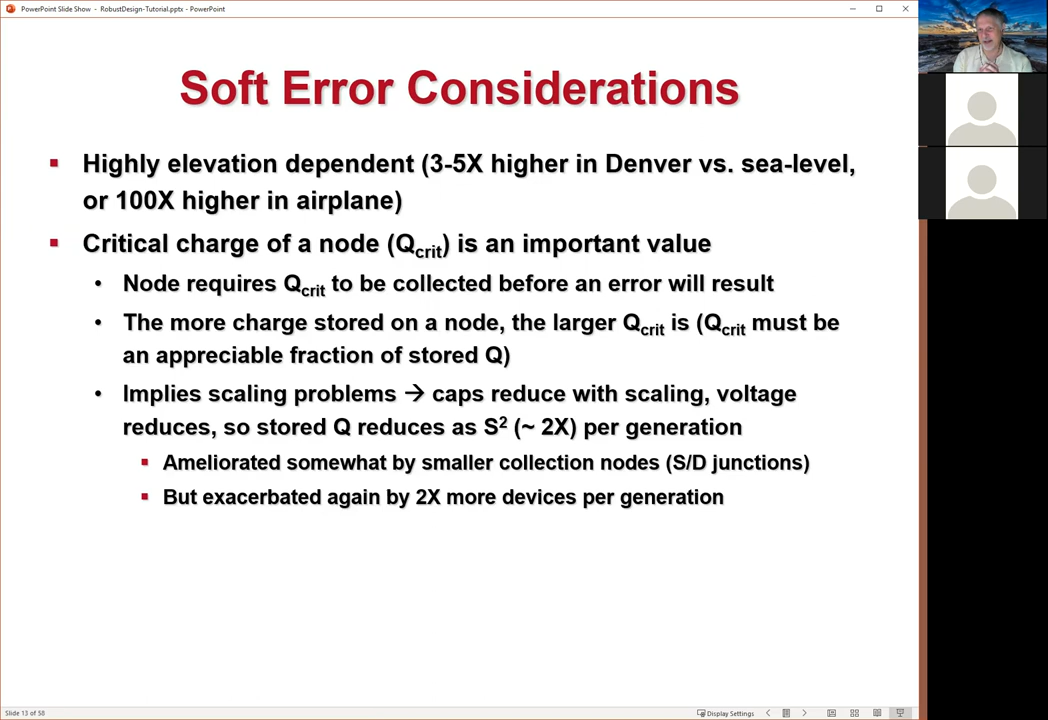 PowerPoint Slide Show - RobustDesign-Tutorial.pptx - PowerPoint
Soft Error Considerations
▪ Highly elevation dependent (3-5X higher in Denver vs. sea-level,
or 100X higher in airplane)
▪ Critical charge of a node (Qcrit) is an important value
• Node requires Qcrit to be collected before an error will result
• The more charge stored on a node, the larger Qcrit is (Qcrit must be
an appreciable fraction of stored Q)
• Implies scaling problems → caps reduce with scaling, voltage
reduces, so stored Q reduces as S² (~ 2X) per generation
▪ Ameliorated somewhat by smaller collection nodes (S/D junctions)
▪ But exacerbated again by 2X more devices per generation
Slide 13 of 58
Display Settings